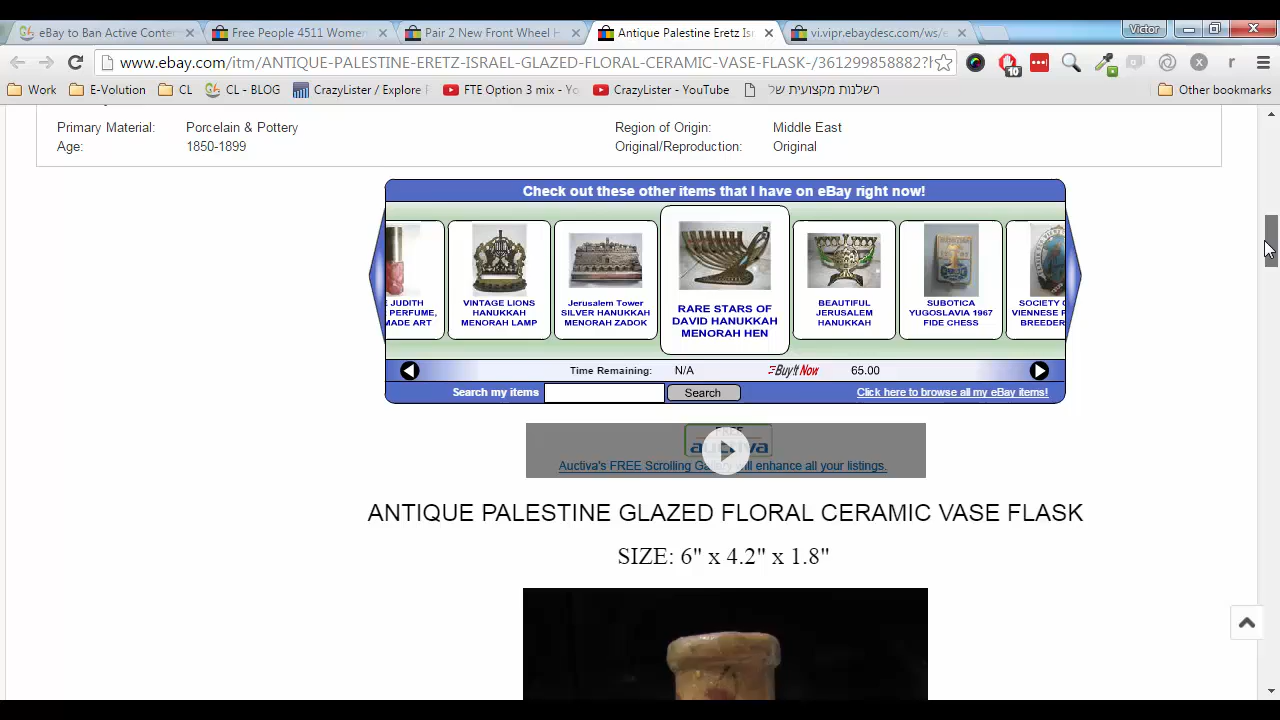 eBay to Ban Active Conten
Free People 4511 Women
Pair 2 New Front Wheel H
Antique Palestine Eretz Isr
vi.vipr.ebaydesc.com/ws/e
Victor
www.ebay.com/itm/ANTIQUE-PALESTINE-ERETZ-ISRAEL-GLAZED-FLORAL-CERAMIC-VASE-FLASK-/361299858882?h
10
r
Work
E-Volution
CL
CL - BLOG
CrazyLister / Explore
FTE Option 3 mix - Yo
CrazyLister - YouTube
רשלנות מקצועית של
Other bookmarks
Primary Material: Porcelain & Pottery
Region of Origin: Middle East
Age: 1850-1899
Original/Reproduction: Original
Check out these other items that I have on eBay right now!
JUDITH
PERFUME,
MADE ART
VINTAGE LIONS
HANUKKAH
MENORAH LAMP
Jerusalem Tower
SILVER HANUKKAH
MENORAH ZADOK
RARE STARS OF
DAVID HANUKKAH
MENORAH HEN
BEAUTIFUL
JERUSALEM
HANUKKAH
SUBOTICA
YUGOSLAVIA 1967
FIDE CHESS
SOCIETY
VIENNESE
BREEDER
Time Remaining: N/A
Buy It Now 65.00
Search my items
Search
Click here to browse all my eBay items!
FREE
auctiva
Auctiva's FREE Scrolling Gallery will enhance all your listings.
ANTIQUE PALESTINE GLAZED FLORAL CERAMIC VASE FLASK
SIZE: 6" x 4.2" x 1.8"